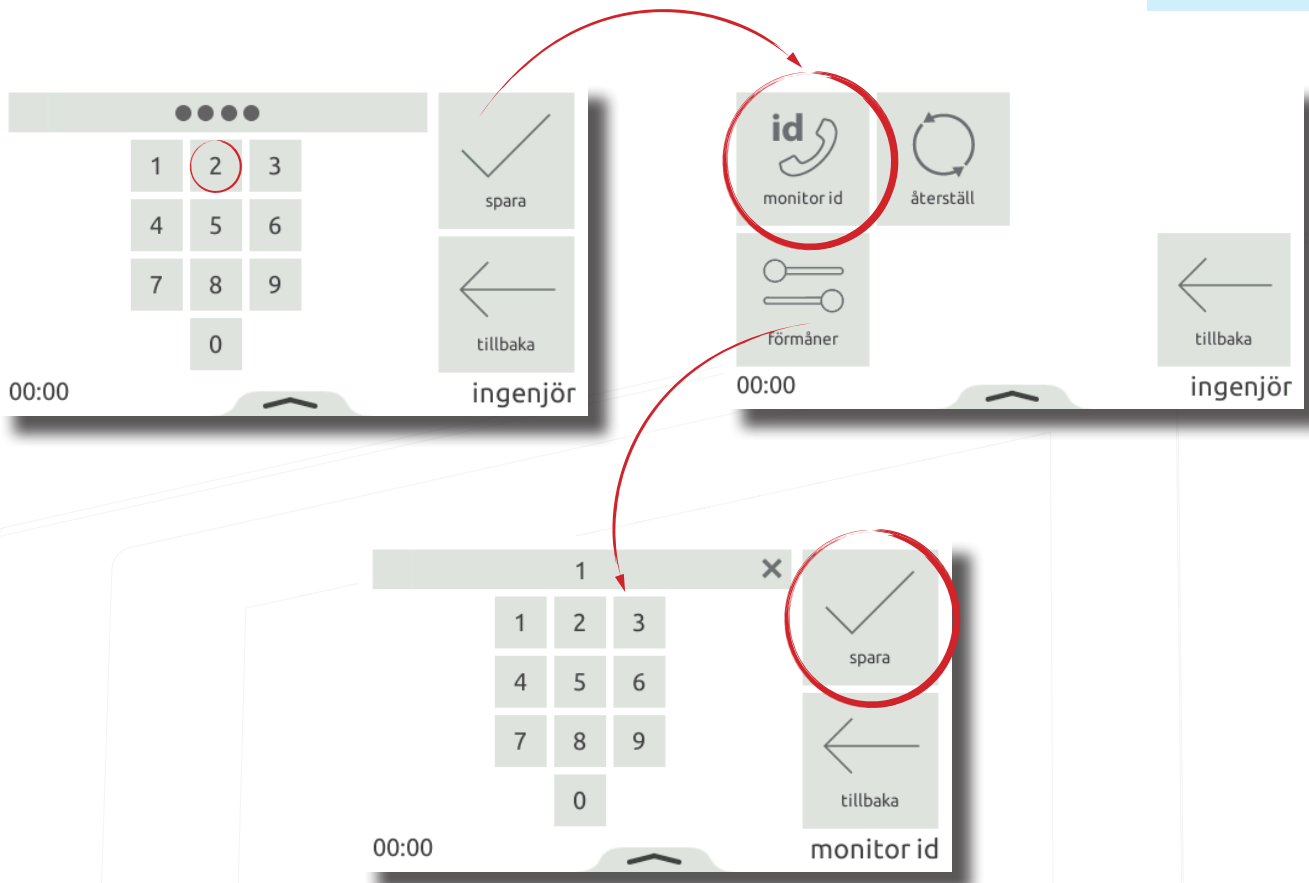 ●●●●
1 2 3
4 5 6
7 8 9
0
spara
tillbaka
00:00
ingenjör
id
monitor id
återställ
förmåner
tillbaka
00:00
ingenjör
1 ×
1 2 3
4 5 6
7 8 9
0
spara
tillbaka
00:00
monitor id